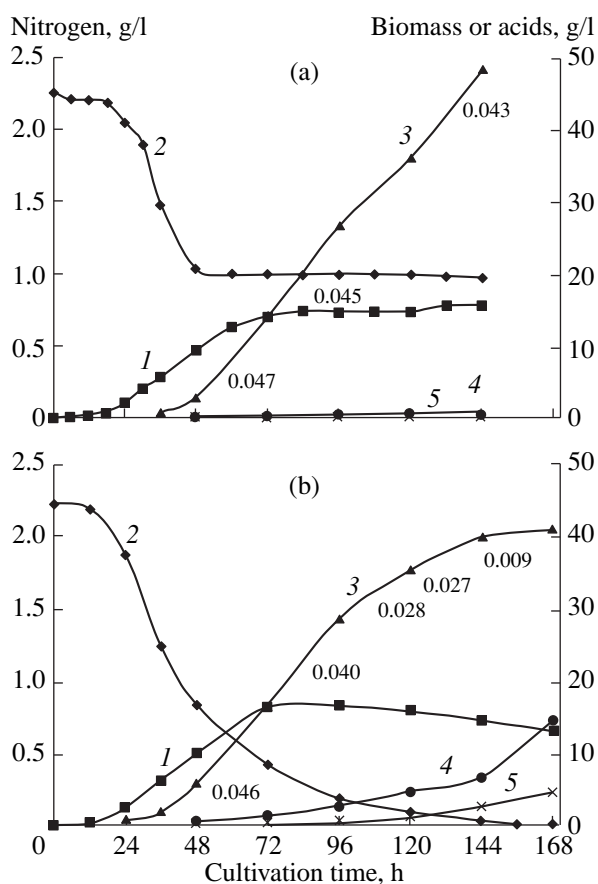 Nitrogen, g/l Biomass or acids, g/l
2.5 (a) 50
3 0.043
2.0 2 40
1.5 30
1.0 20
0.045
0.5 1 10
0.047 5 4
0 0
2.5 (b) 50
2.0 2 40
3 0.009
0.027
1.5 0.028 30
1.0 0.040 20
1
0.5 0.046 4 10
5
0 24 48 72 96 120 144 168 0
Cultivation time, h